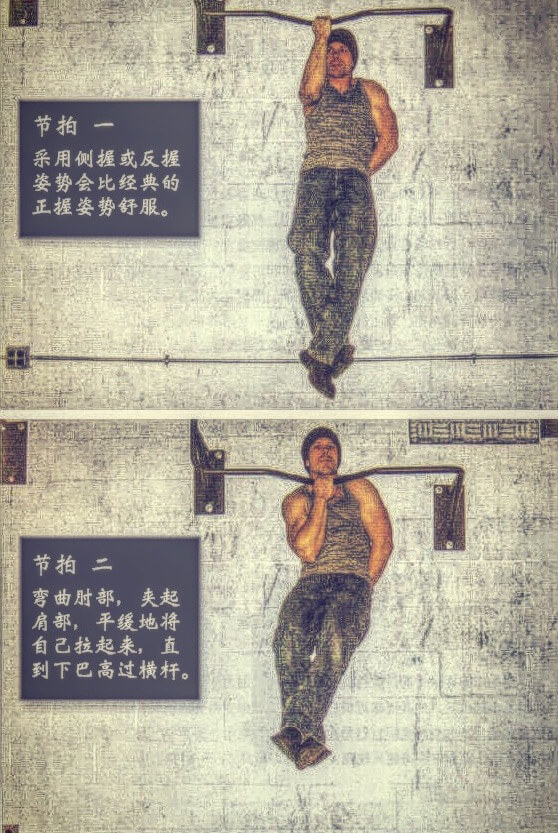 节拍 一
采用侧握或反握
姿势会比经典的
正握姿势舒服。
节拍 二
弯曲肘部，夹起
肩部，平缓地将
自己拉起来，直
到下巴高过横杆。